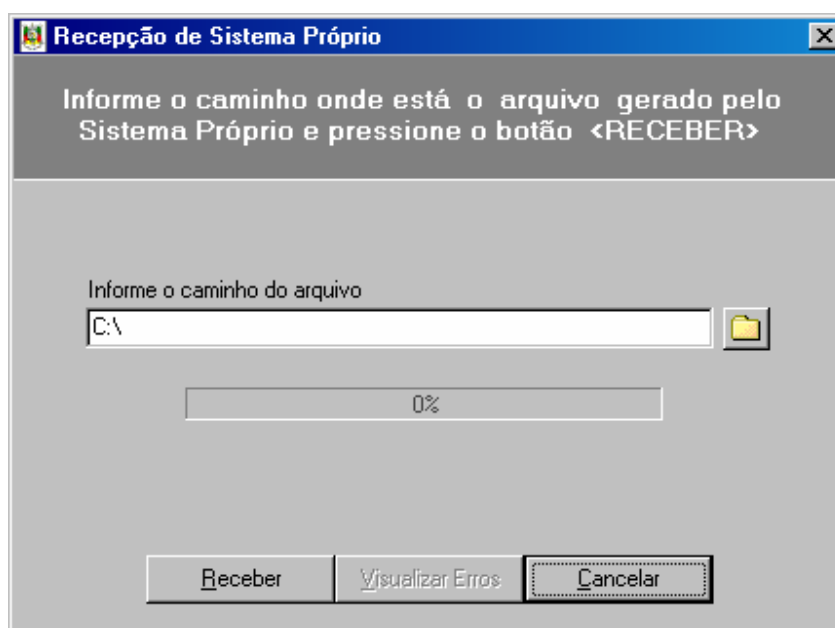 Recepção de Sistema Próprio
Informe o caminho onde está o arquivo gerado pelo
Sistema Próprio e pressione o botão <RECEBER>
Informe o caminho do arquivo
C:\
0%
Receber
Visualizar Erros
Cancelar